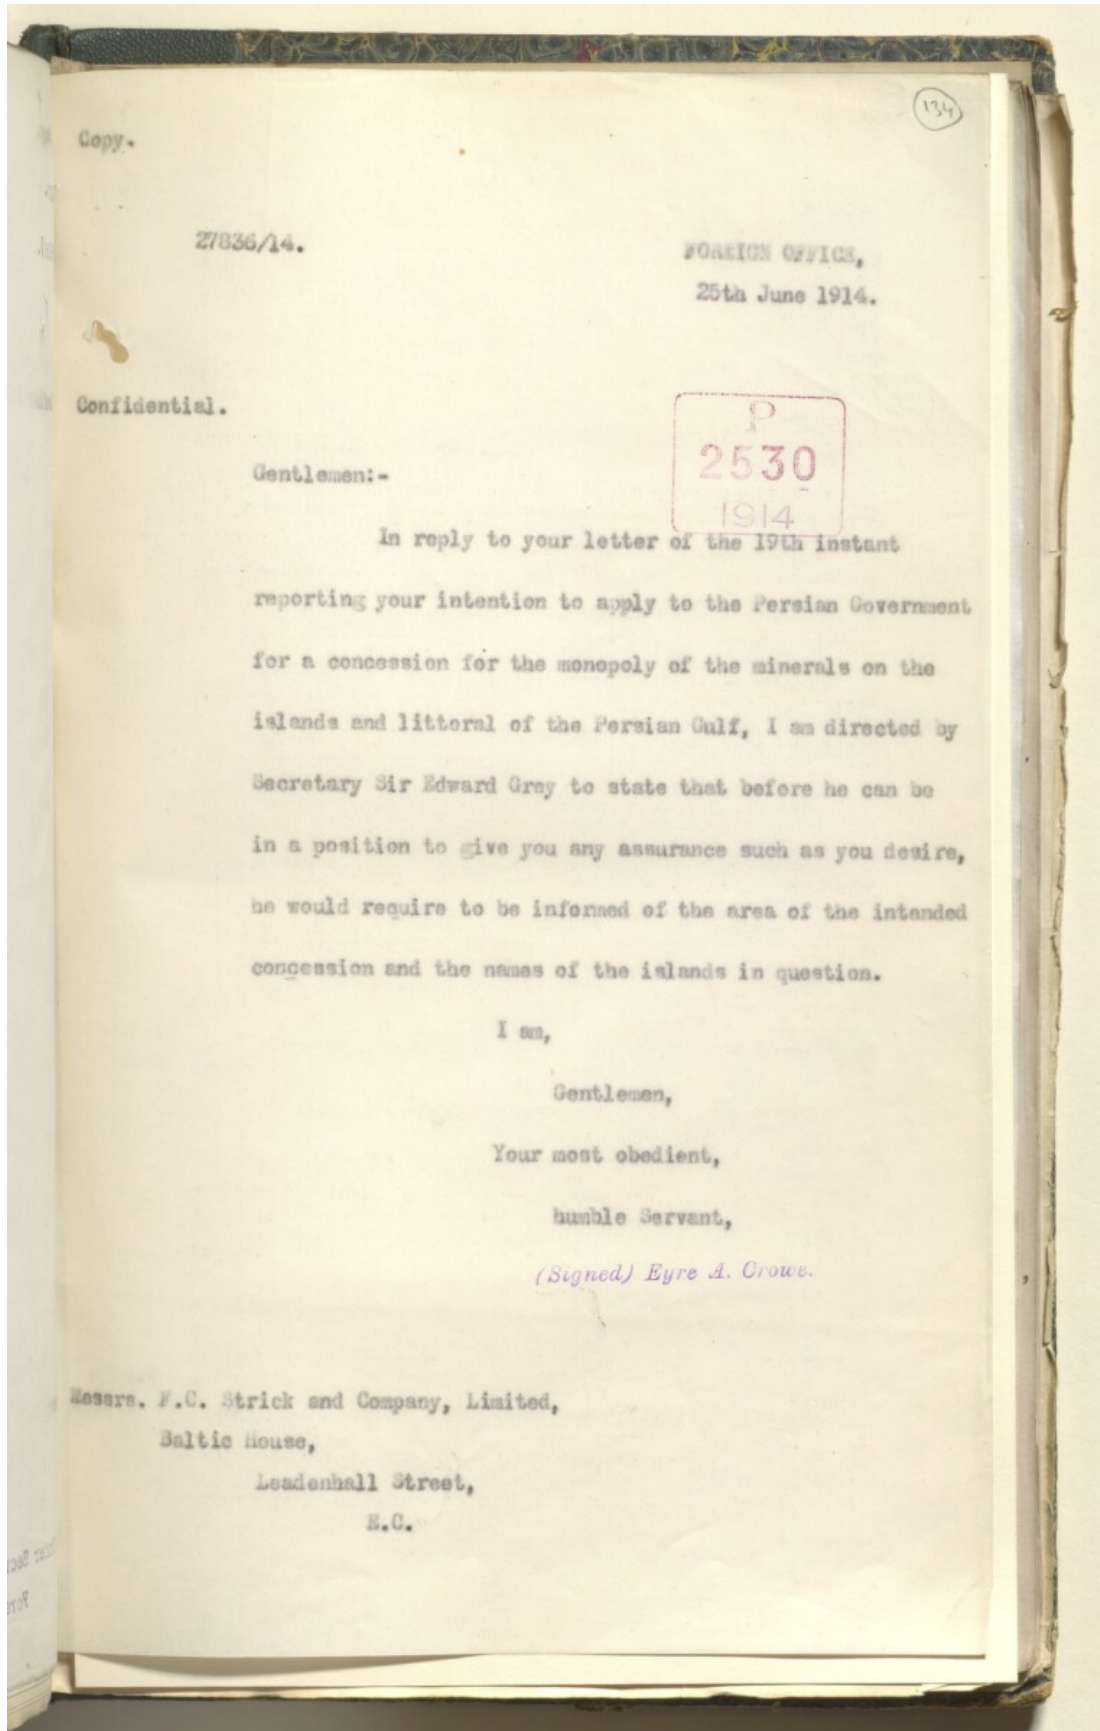 134
Copy.
27836/14.
FOREIGN OFFICE,
25th June 1914.
Confidential.
P
2530
1914
Gentlemen:-
In reply to your letter of the 19th instant
reporting your intention to apply to the Persian Government
for a concession for the monopoly of the minerals on the
islands and littoral of the Persian Gulf, I am directed by
Secretary Sir Edward Grey to state that before he can be
in a position to give you any assurance such as you desire,
he would require to be informed of the area of the intended
concession and the names of the islands in question.
I am,
Gentlemen,
Your most obedient,
humble Servant,
(Signed) Eyre A. Crowe.
Messrs. F.C. Strick and Company, Limited,
Baltic House,
Leadenhall Street,
E.C.